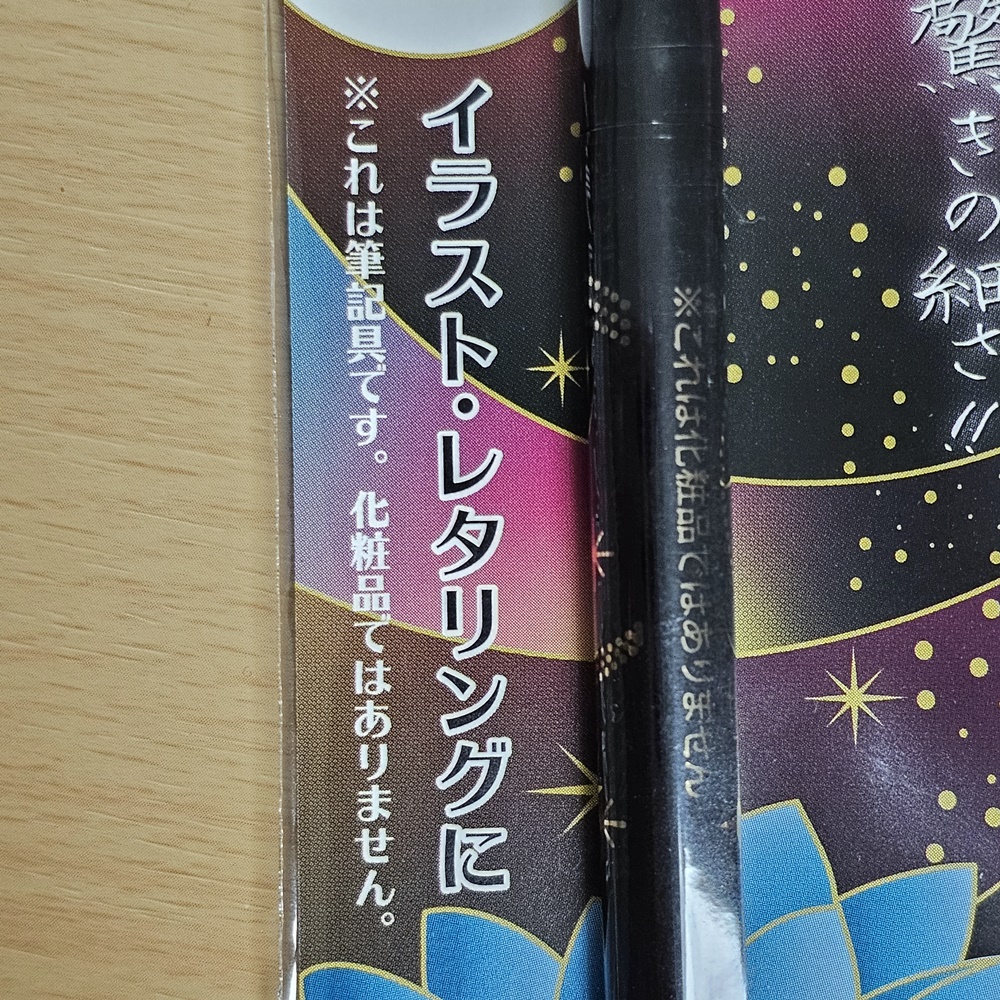 驚きの細さ!!
※これは化粧品ではありません
イラスト・レタリングに
※これは筆記具です。化粧品ではありません。